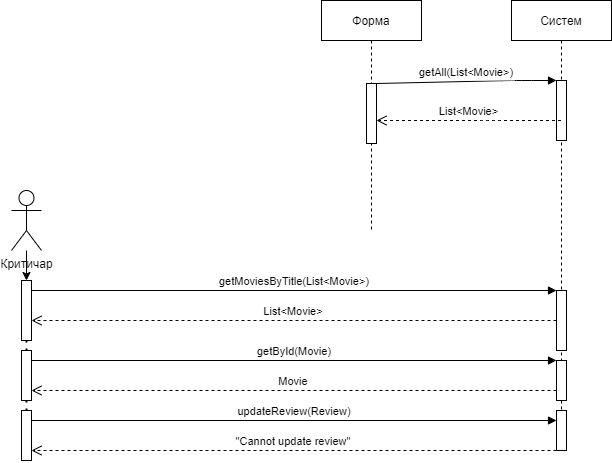 Форма
Систем
getAll(List<Movie>)
List<Movie>
Критичар
getMoviesByTitle(List<Movie>)
List<Movie>
getById(Movie)
Movie
updateReview(Review)
"Cannot update review"